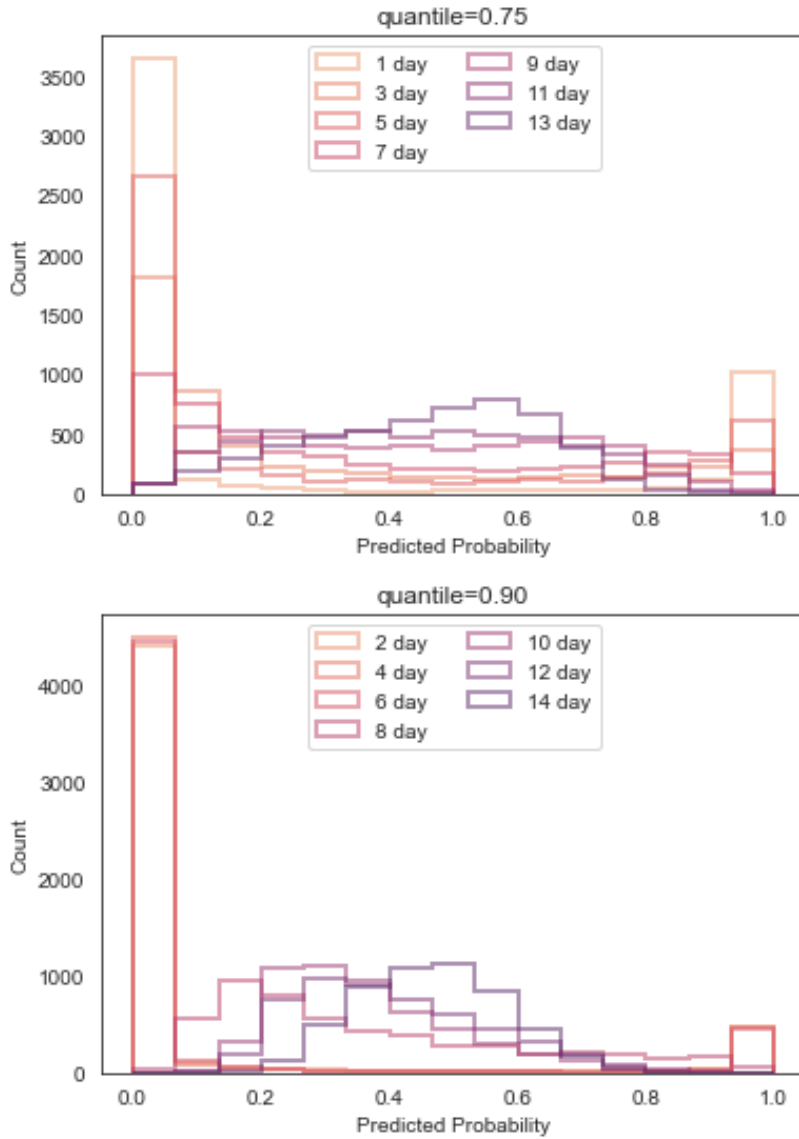 quantile=0.75
3500
3000
2500
2000
1500
1000
500
0
Count
1 day
3 day
5 day
7 day
9 day
11 day
13 day
0.0 0.2 0.4 0.6 0.8 1.0
Predicted Probability
quantile=0.90
4000
3000
2000
1000
0
Count
2 day
4 day
6 day
8 day
10 day
12 day
14 day
0.0 0.2 0.4 0.6 0.8 1.0
Predicted Probability